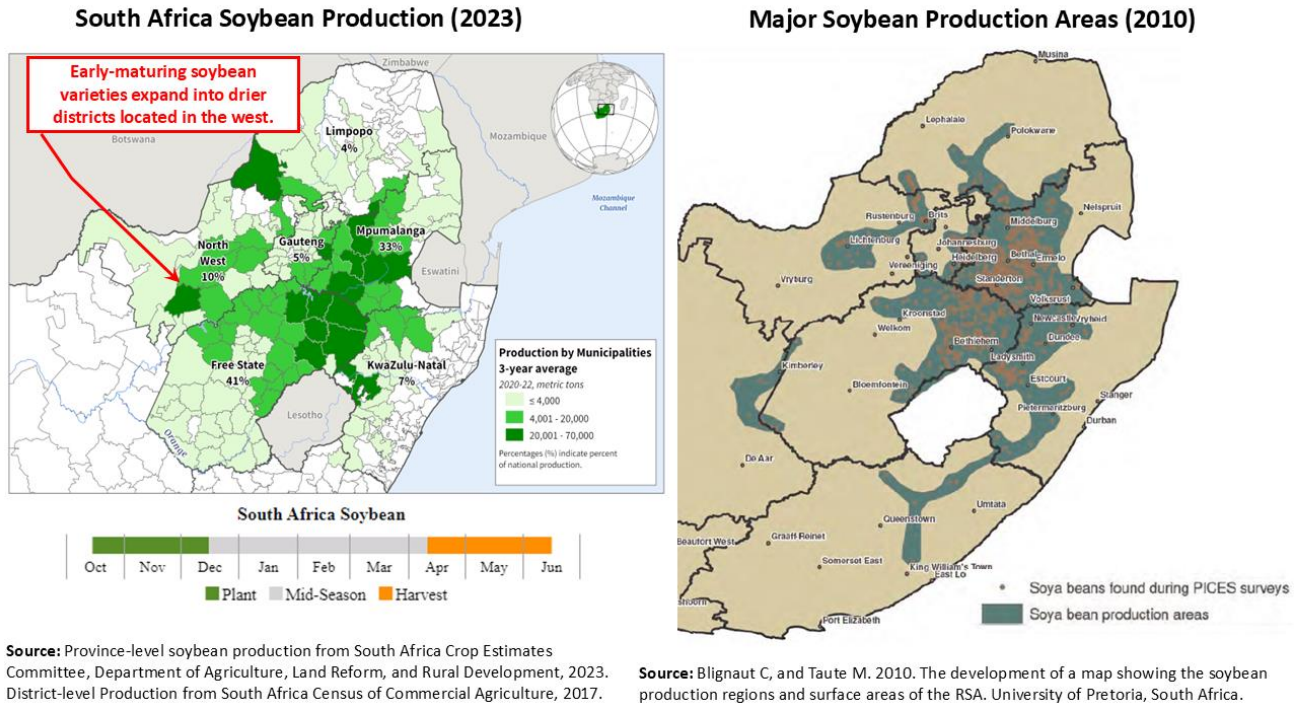 South Africa Soybean Production (2023)
Early-maturing soybean
varieties expand into drier
districts located in the west.
Zimbabwe
Botswana
Mozambique
Mozambique
Channel
Limpopo
4%
North
West
10%
Gauteng
5%
Mpumalanga
33%
Eswatini
Free State
41%
KwaZulu-Natal
7%
Lesotho
Orange
Production by Municipalities
3-year average
2020-22, metric tons
≤ 4,000
4,001 - 20,000
20,001 - 70,000
Percentages (%) indicate percent
of national production.
South Africa Soybean
Oct Nov Dec Jan Feb Mar Apr May Jun
Plant Mid-Season Harvest
Source: Province-level soybean production from South Africa Crop Estimates
Committee, Department of Agriculture, Land Reform, and Rural Development, 2023.
District-level Production from South Africa Census of Commercial Agriculture, 2017.
Major Soybean Production Areas (2010)
Musina
Lephalale
Polokwane
Nelspruit
Rustenburg
Brits
Middelburg
Lichtenburg
Johannesburg
Bethal
Ermelo
Heidelberg
Vereeniging
Standerton
Vryburg
Volksrust
Kroonstad
Newcastle
Vryheid
Welkom
Dundee
Bethlehem
Ladysmith
Kimberley
Bloemfontein
Estcourt
Pietermaritzburg
Stanger
Durban
De Aar
Umtata
Queenstown
Beaufort West
Graaff Reinet
Somerset East
King William's Town
East Lo
Port Elizabeth
Soya beans found during PICES surveys
Soya bean production areas
Source: Blignaut C, and Taute M. 2010. The development of a map showing the soybean
production regions and surface areas of the RSA. University of Pretoria, South Africa.